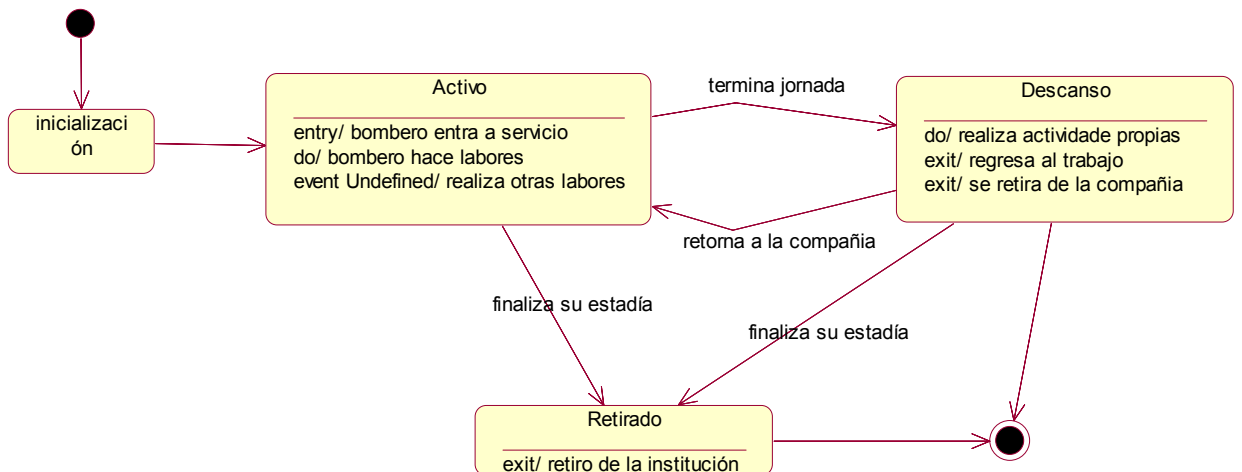 inicializaci
ón
Activo
entry/ bombero entra a servicio
do/ bombero hace labores
event Undefined/ realiza otras labores
termina jornada
Descanso
do/ realiza actividade propias
exit/ regresa al trabajo
exit/ se retira de la compañia
retorna a la compañia
finaliza su estadía
finaliza su estadía
Retirado
exit/ retiro de la institución